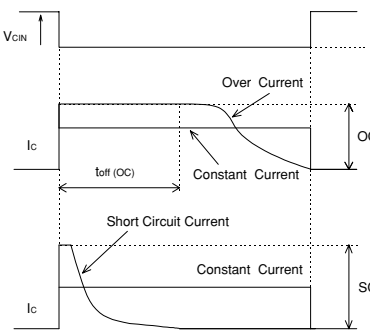 VCIN
Over Current
OC
IC
toff (OC)
Constant Current
Short Circuit Current
Constant Current
SC
IC